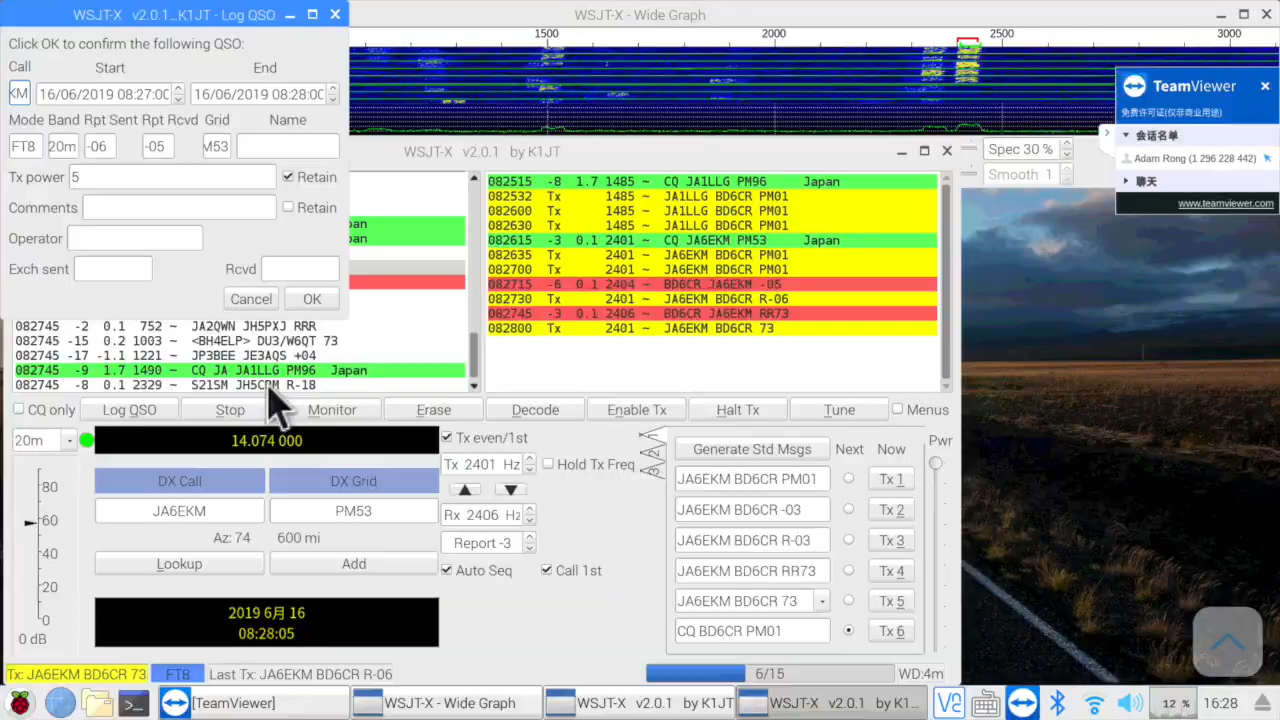 WSJT-X v2.0.1_K1JT - Log QSO
Click OK to confirm the following QSO:
Call Start End
KM 16/06/2019 08:27:00 16/06/2019 08:28:00
Mode Band Rpt Sent Rpt Rcvd Grid Name
FT8 20m -06 -05 M53
Tx power 5 Retain
Comments Retain
Operator
Exch sent Rcvd
Cancel OK
WSJT-X - Wide Graph
1500 2000 2500 3000
WSJT-X v2.0.1 by K1JT
Spec 30 %
Smooth 1
TeamViewer
免费许可证(仅非商业用途)
会话名单
Adam Rong (1 296 228 442)
聊天
www.teamviewer.com
pan
pan
082745 -2 0.1 752 ~ JA2QWN JH5PXJ RRR
082745 -15 0.2 1003 ~ <BH4ELP> DU3/W6QT 73
082745 -17 -1.1 1221 ~ JP3BEE JE3AQS +04
082745 -9 1.7 1490 ~ CQ JA JA1LLG PM96 Japan
082745 -8 0.1 2329 ~ S21SM JH5CPM R-18
082515 -8 1.7 1485 ~ CQ JA1LLG PM96 Japan
082532 Tx 1485 ~ JA1LLG BD6CR PM01
082600 Tx 1485 ~ JA1LLG BD6CR PM01
082630 Tx 1485 ~ JA1LLG BD6CR PM01
082615 -3 0.1 2401 ~ CQ JA6EKM PM53 Japan
082635 Tx 2401 ~ JA6EKM BD6CR PM01
082700 Tx 2401 ~ JA6EKM BD6CR PM01
082715 -6 0.1 2404 ~ BD6CR JA6EKM -05
082730 Tx 2401 ~ JA6EKM BD6CR R-06
082745 -3 0.1 2406 ~ BD6CR JA6EKM RR73
082800 Tx 2401 ~ JA6EKM BD6CR 73
CQ only Log QSO Stop Monitor Erase Decode Enable Tx Halt Tx Tune Menus
20m 14.074 000
DX Call DX Grid
JA6EKM PM53
Az: 74 600 mi
Lookup Add
2019 6月 16
08:28:05
80
60
40
20
0
0 dB
Tx even/1st
Tx 2401 Hz Hold Tx Freq
Rx 2406 Hz
Report -3
Auto Seq Call 1st
1
2
3
Generate Std Msgs Next Now Pwr
JA6EKM BD6CR PM01 Tx 1
JA6EKM BD6CR -03 Tx 2
JA6EKM BD6CR R-03 Tx 3
JA6EKM BD6CR RR73 Tx 4
JA6EKM BD6CR 73 Tx 5
CQ BD6CR PM01 Tx 6
Tx: JA6EKM BD6CR 73 FT8 Last Tx: JA6EKM BD6CR R-06 6/15 WD:4m
[TeamViewer] WSJT-X - Wide Graph WSJT-X v2.0.1 by K1JT WSJT-X v2.0.1 by K1... 12 % 16:28